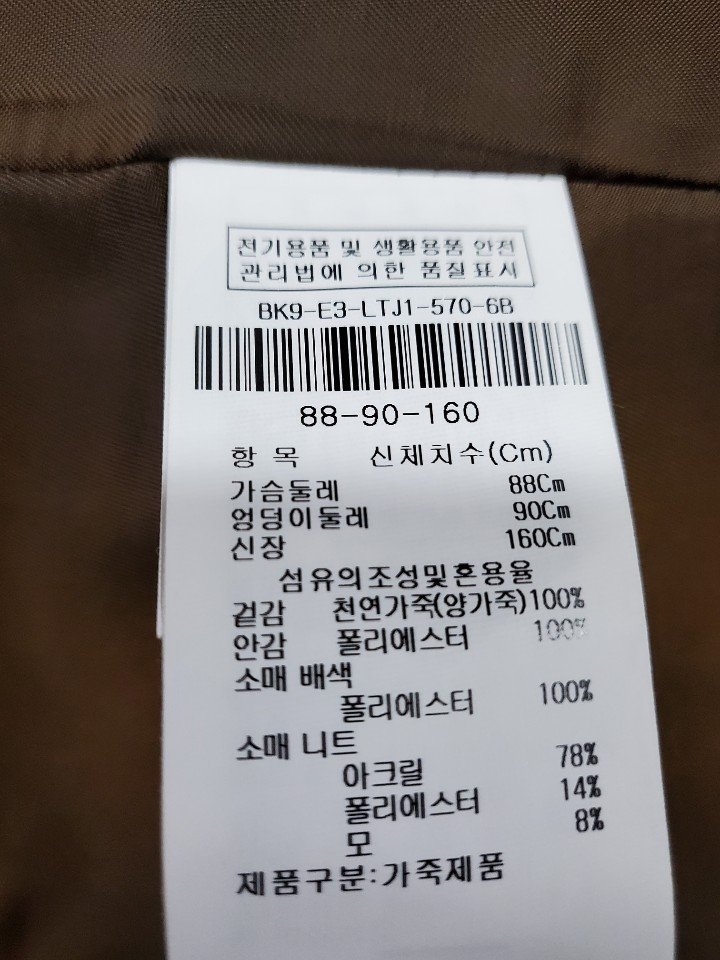 전기용품 및 생활용품 안전
관리법에 의한 품질표시
BK9-E3-LTJ1-570-6B
88-90-160
항 목 신체치수(Cm)
가슴둘레 88Cm
엉덩이둘레 90Cm
신장 160Cm
섬유의조성및혼용율
겉감 천연가죽(양가죽)100%
안감 폴리에스터 100%
소매 배색
폴리에스터 100%
소매 니트
아크릴 78%
폴리에스터 14%
모 8%
제품구분:가죽제품